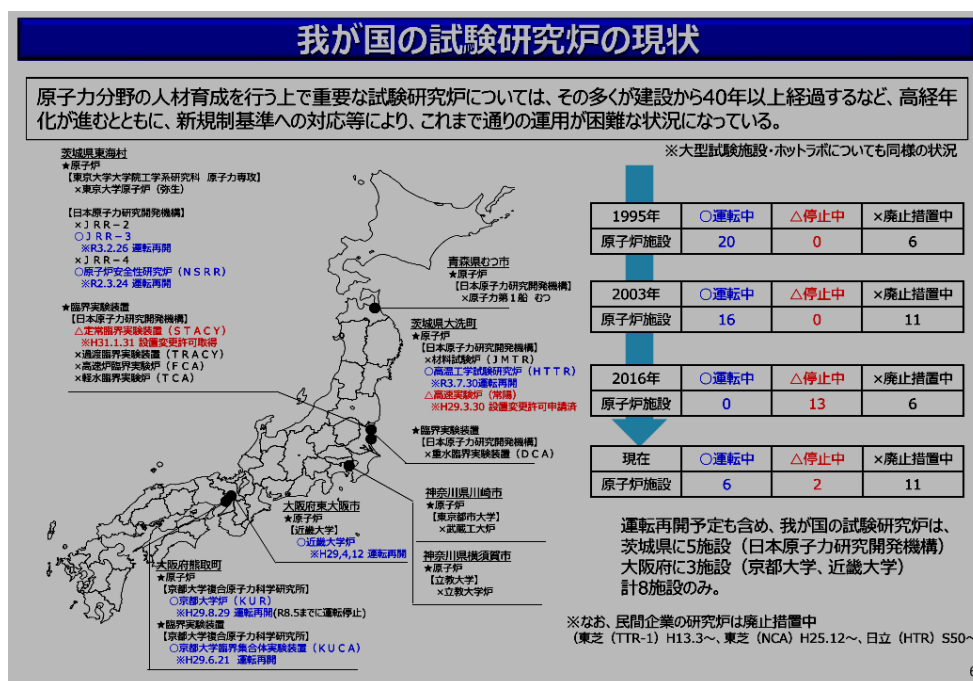 我が国の試験研究炉の現状
原子力分野の人材育成を行う上で重要な試験研究炉については、その多くが建設から40年以上経過するなど、高経年
化が進むとともに、新規制基準への対応等により、これまで通りの運用が困難な状況になっている。
※大型試験施設・ホットラボについても同様の状況
茨城県東海村
★原子炉
【東京大学大学院工学系研究科 原子力専攻】
×東京大学原子炉（弥生）
【日本原子力研究開発機構】
×ＪＲＲ－2
○ＪＲＲ－3
※R3.2.26 運転再開
×ＪＲＲ－4
○原子炉安全性研究炉（ＮＳＲＲ）
※R2.3.24 運転再開
★臨界実験装置
【日本原子力研究開発機構】
△定常臨界実験装置（ＳＴＡＣＹ）
※H31.1.31 設置変更許可取得
×過渡臨界実験装置（ＴＲＡＣＹ）
×高速炉臨界実験炉（ＦＣＡ）
×軽水臨界実験炉（ＴＣＡ）
青森県むつ市
★原子炉
【日本原子力研究開発機構】
×原子力第１船 むつ
茨城県大洗町
★原子炉
【日本原子力研究開発機構】
×材料試験炉（ＪＭＴＲ）
○高温工学試験研究炉（ＨＴＴＲ）
※R3.7.30運転再開
△高速実験炉（常陽）
※H29.3.30 設置変更許可申請済
★臨界実験装置
【日本原子力研究開発機構】
×重水臨界実験装置（ＤＣＡ）
神奈川県川崎市
★原子炉
【東京都市大学】
×武蔵工大炉
神奈川県横須賀市
★原子炉
【立教大学】
×立教大学炉
大阪府東大阪市
★原子炉
【近畿大学】
○近畿大学炉
※H29,4,12 運転再開
大阪府熊取町
★原子炉
【京都大学複合原子力科学研究所】
○京都大学炉（ＫＵＲ）
※H29.8.29 運転再開(R8.5までに運転停止)
★臨界実験装置
【京都大学複合原子力科学研究所】
○京都大学臨界集合体実験装置（ＫＵＣＡ）
※H29.6.21 運転再開
1995年 ○運転中 △停止中 ×廃止措置中
原子炉施設 20 0 6
2003年 ○運転中 △停止中 ×廃止措置中
原子炉施設 16 0 11
2016年 ○運転中 △停止中 ×廃止措置中
原子炉施設 0 13 6
現在 ○運転中 △停止中 ×廃止措置中
原子炉施設 6 2 11
運転再開予定も含め、我が国の試験研究炉は、
茨城県に5施設（日本原子力研究開発機構）
大阪府に3施設（京都大学、近畿大学）
計8施設のみ。
※なお、民間企業の研究炉は廃止措置中
（東芝（TTR-1）H13.3～、東芝（NCA）H25.12～、日立（HTR）S50～
6